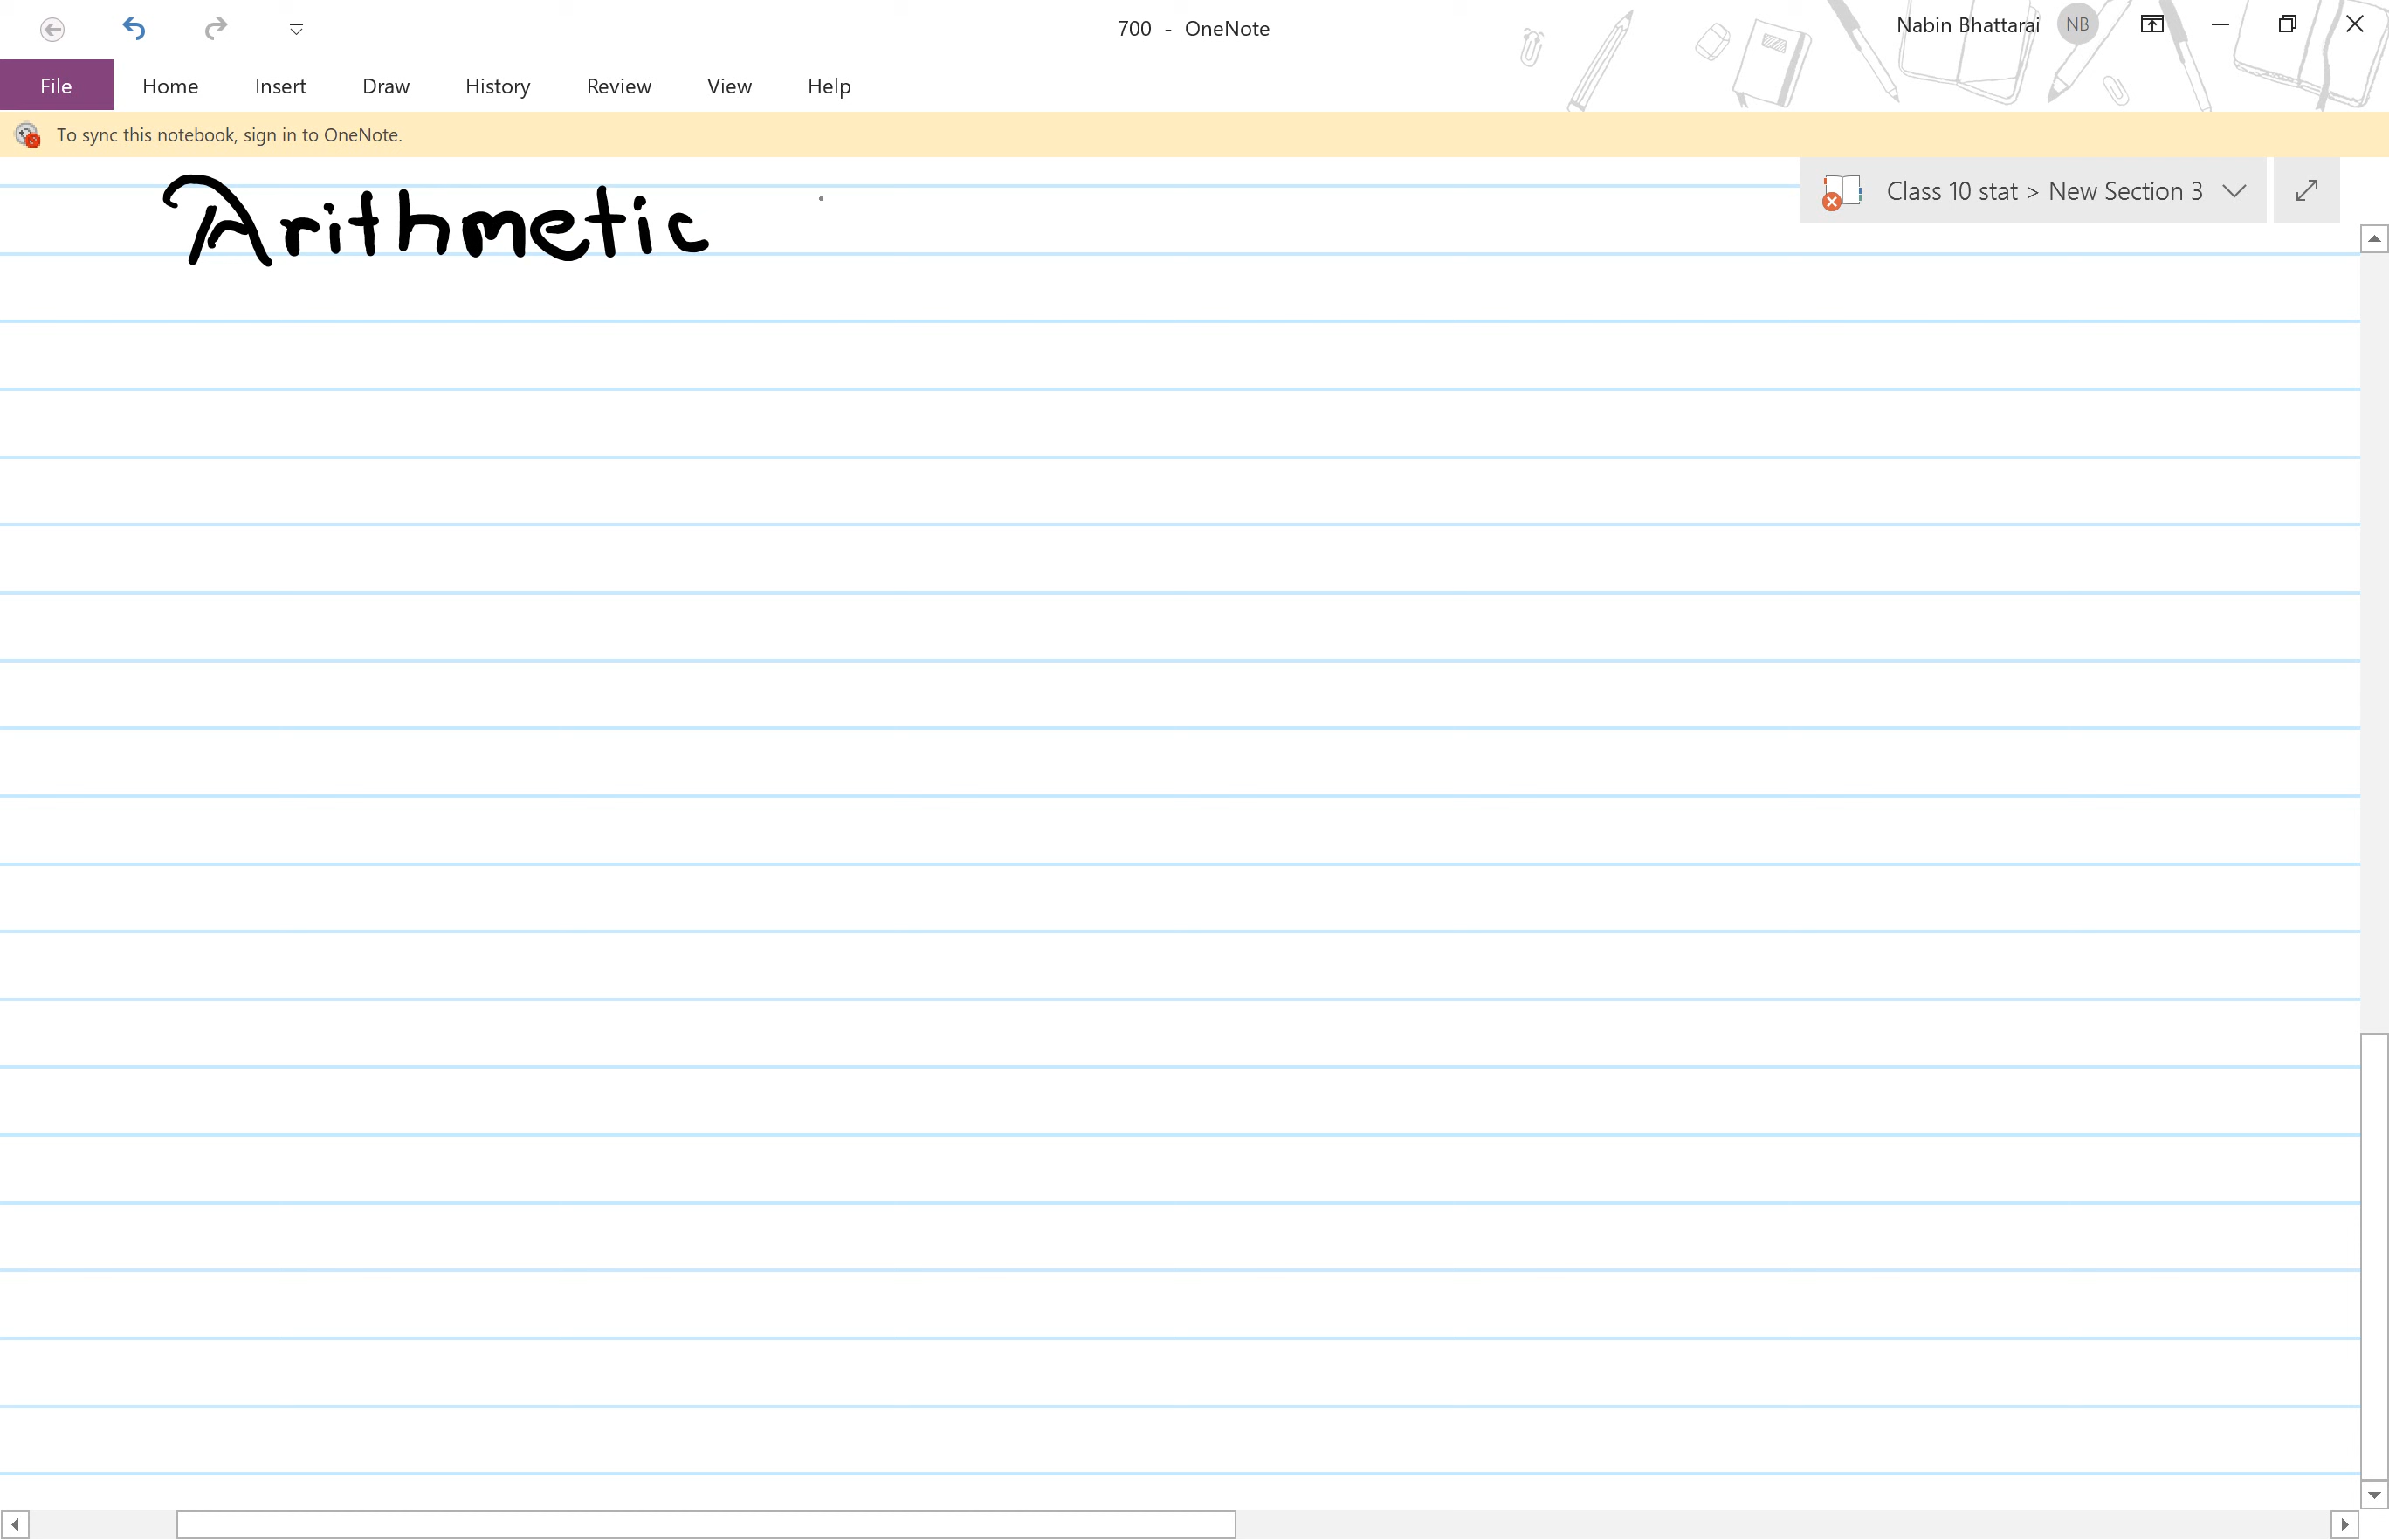 700 - OneNote
Nabin Bhattarai NB
File Home Insert Draw History Review View Help
To sync this notebook, sign in to OneNote.
Class 10 stat > New Section 3
Arithmetic